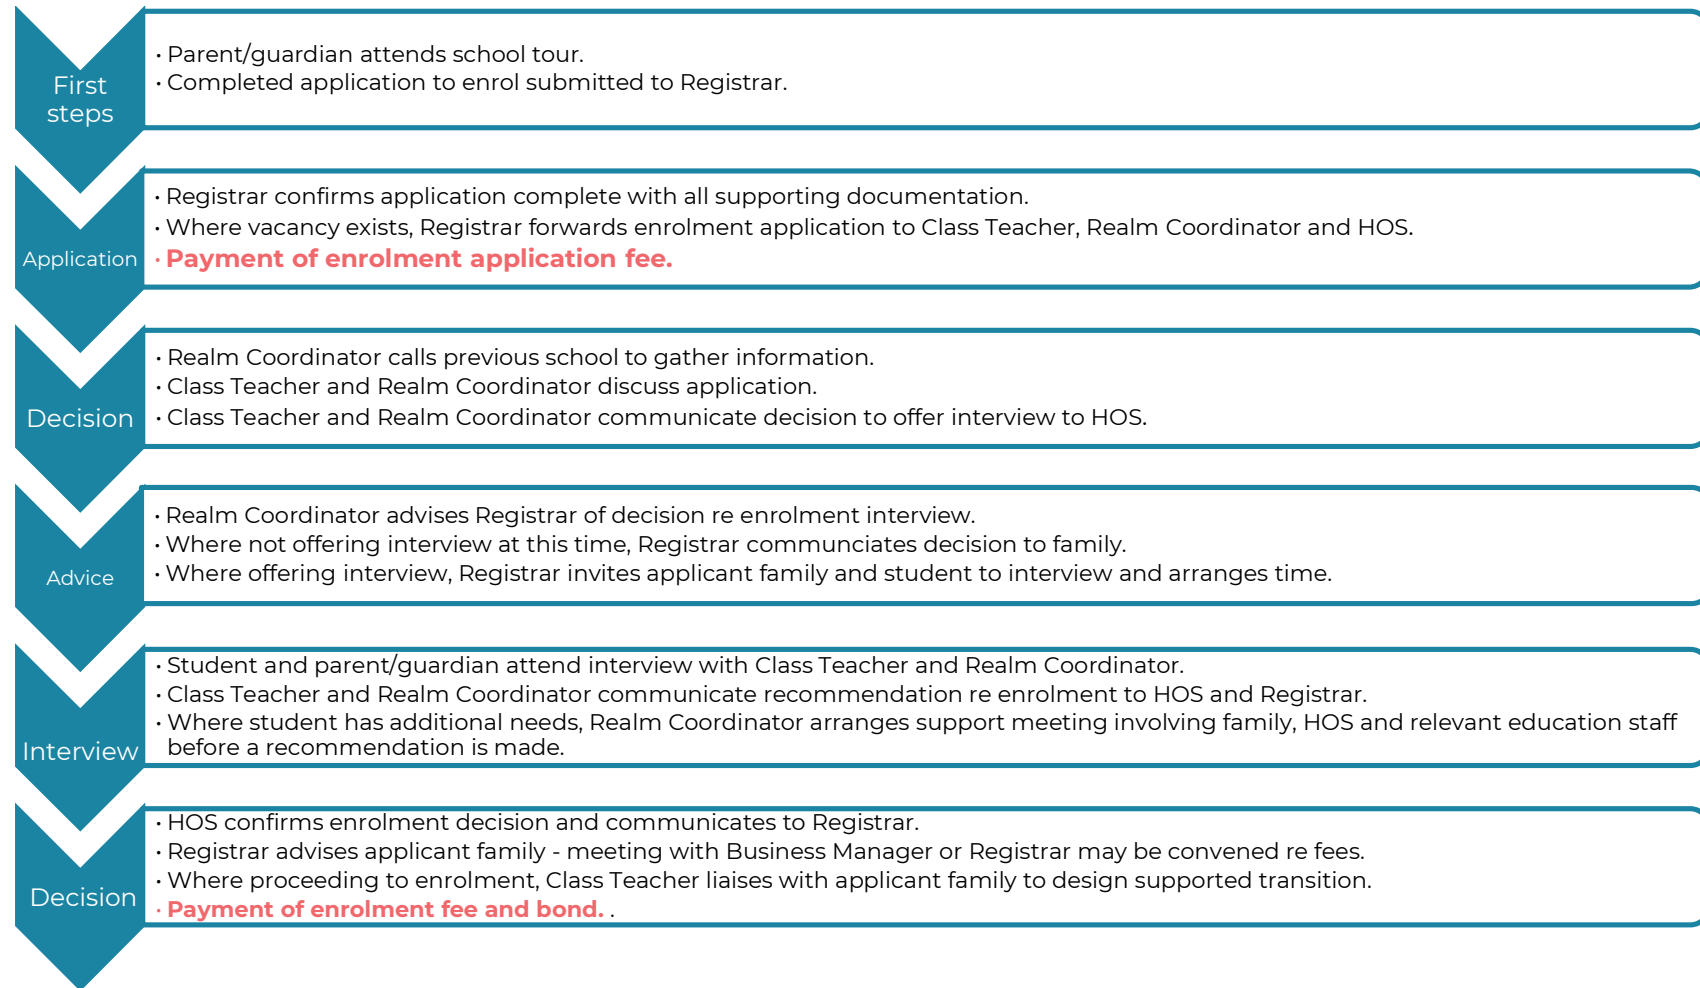 First
steps
· Parent/guardian attends school tour.
· Completed application to enrol submitted to Registrar.
Application
· Registrar confirms application complete with all supporting documentation.
· Where vacancy exists, Registrar forwards enrolment application to Class Teacher, Realm Coordinator and HOS.
· Payment of enrolment application fee.
Decision
· Realm Coordinator calls previous school to gather information.
· Class Teacher and Realm Coordinator discuss application.
· Class Teacher and Realm Coordinator communicate decision to offer interview to HOS.
Advice
· Realm Coordinator advises Registrar of decision re enrolment interview.
· Where not offering interview at this time, Registrar communciates decision to family.
· Where offering interview, Registrar invites applicant family and student to interview and arranges time.
Interview
· Student and parent/guardian attend interview with Class Teacher and Realm Coordinator.
· Class Teacher and Realm Coordinator communicate recommendation re enrolment to HOS and Registrar.
· Where student has additional needs, Realm Coordinator arranges support meeting involving family, HOS and relevant education staff
before a recommendation is made.
Decision
· HOS confirms enrolment decision and communicates to Registrar.
· Registrar advises applicant family - meeting with Business Manager or Registrar may be convened re fees.
· Where proceeding to enrolment, Class Teacher liaises with applicant family to design supported transition.
· Payment of enrolment fee and bond. .